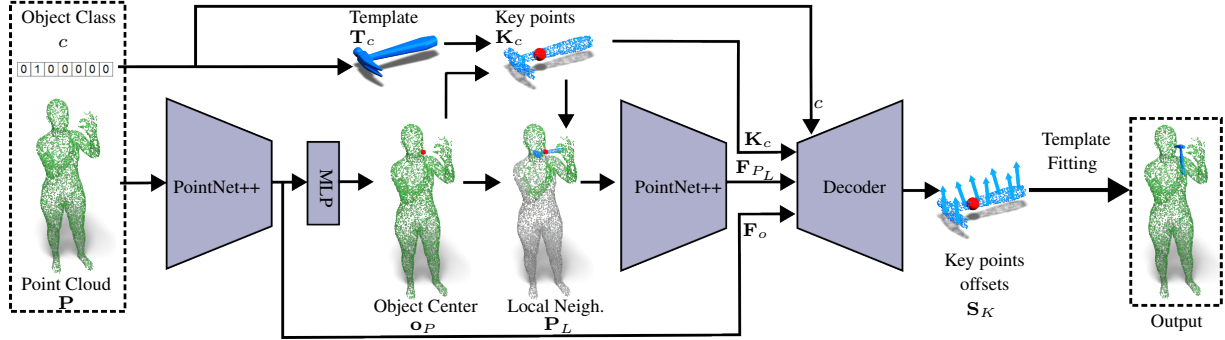 Object Class
c
0 1 0 0 0 0 0
Point Cloud
P
PointNet++
MLP
Template
T_c
Key points
K_c
Object Center
o_P
Local Neigh.
P_L
PointNet++
c
K_c
F_{P_L}
F_o
Decoder
Key points
offsets
S_K
Template
Fitting
Output